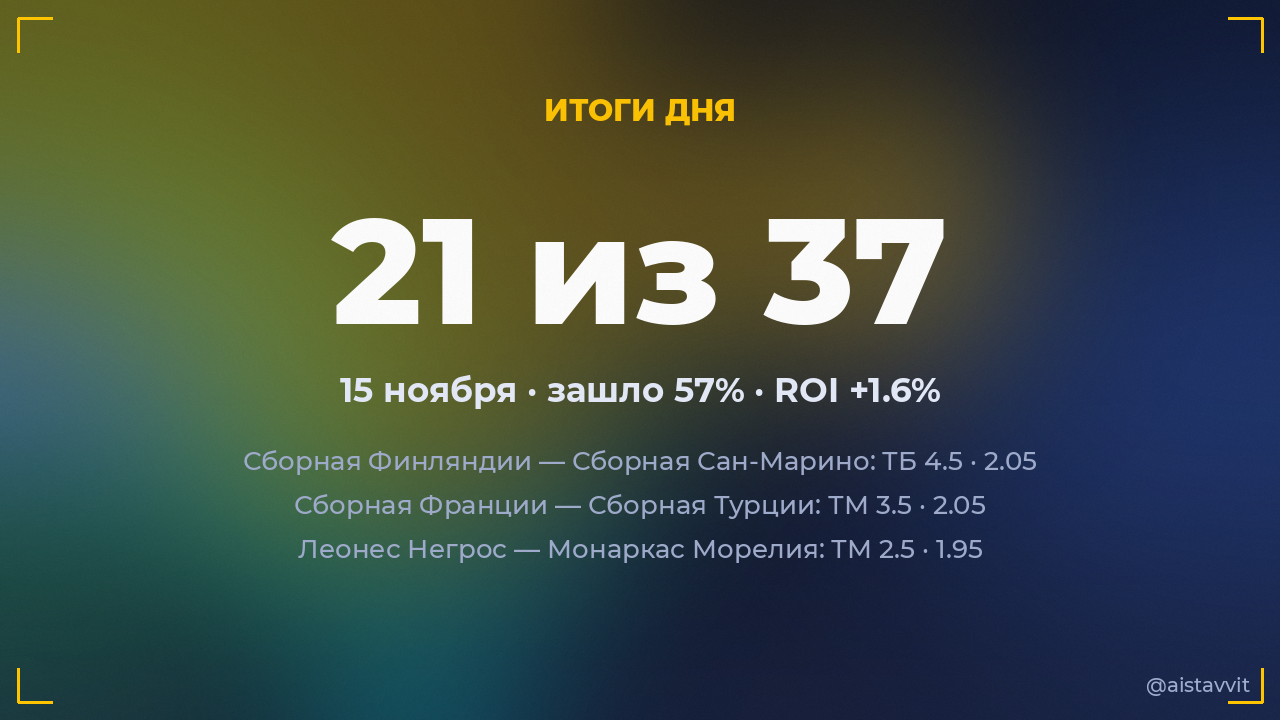 ИТОГИ ДНЯ
21 из 37
15 ноября · зашло 57% · ROI +1.6%
Сборная Финляндии — Сборная Сан-Марино: ТБ 4.5 · 2.05
Сборная Франции — Сборная Турции: ТМ 3.5 · 2.05
Леонес Негрос — Монаркас Морелия: ТМ 2.5 · 1.95
@aistavvit